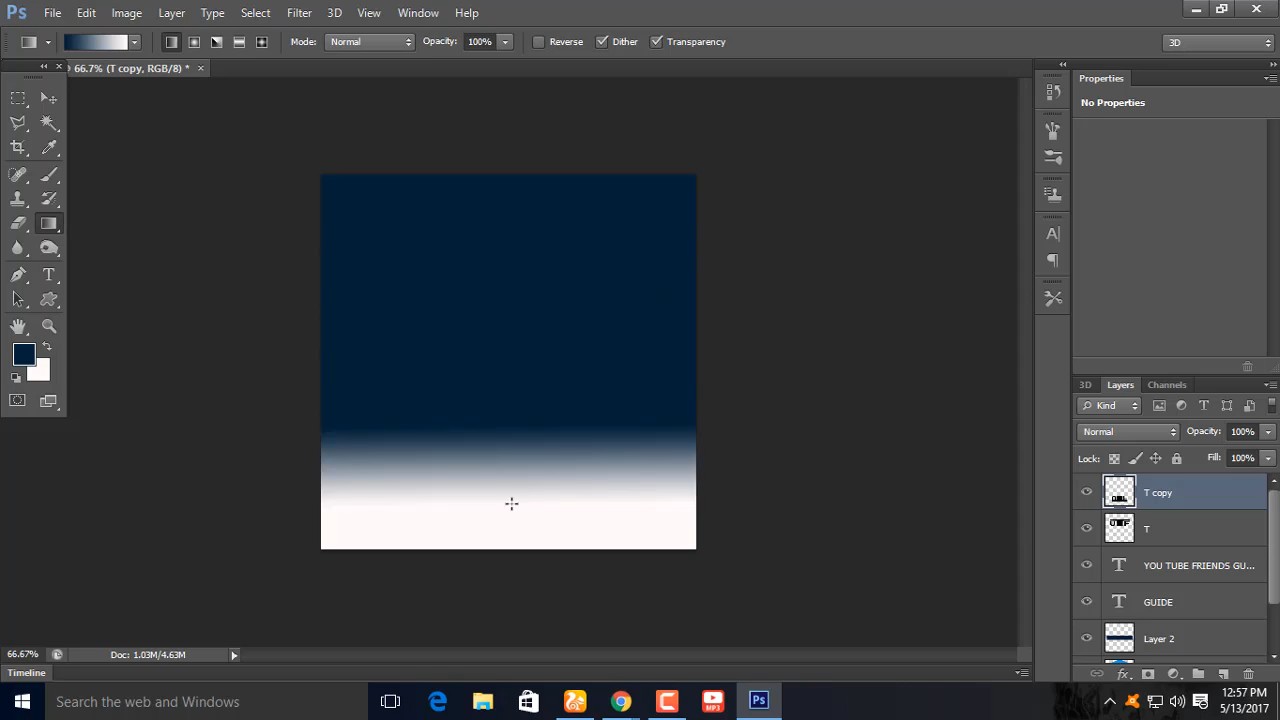 Ps File Edit Image Layer Type Select Filter 3D View Window Help
Mode: Normal Opacity: 100% Reverse Dither Transparency 3D
66.7% (T copy, RGB/8) * ×
Properties
No Properties
3D Layers Channels
Kind
Normal Opacity: 100%
Lock: Fill: 100%
T copy
T
YOU TUBE FRIENDS GU...
GUIDE
Layer 2
66.67% Doc: 1.03M/4.63M
Timeline
Search the web and Windows
MP3
Ps
12:57 PM
5/13/2017